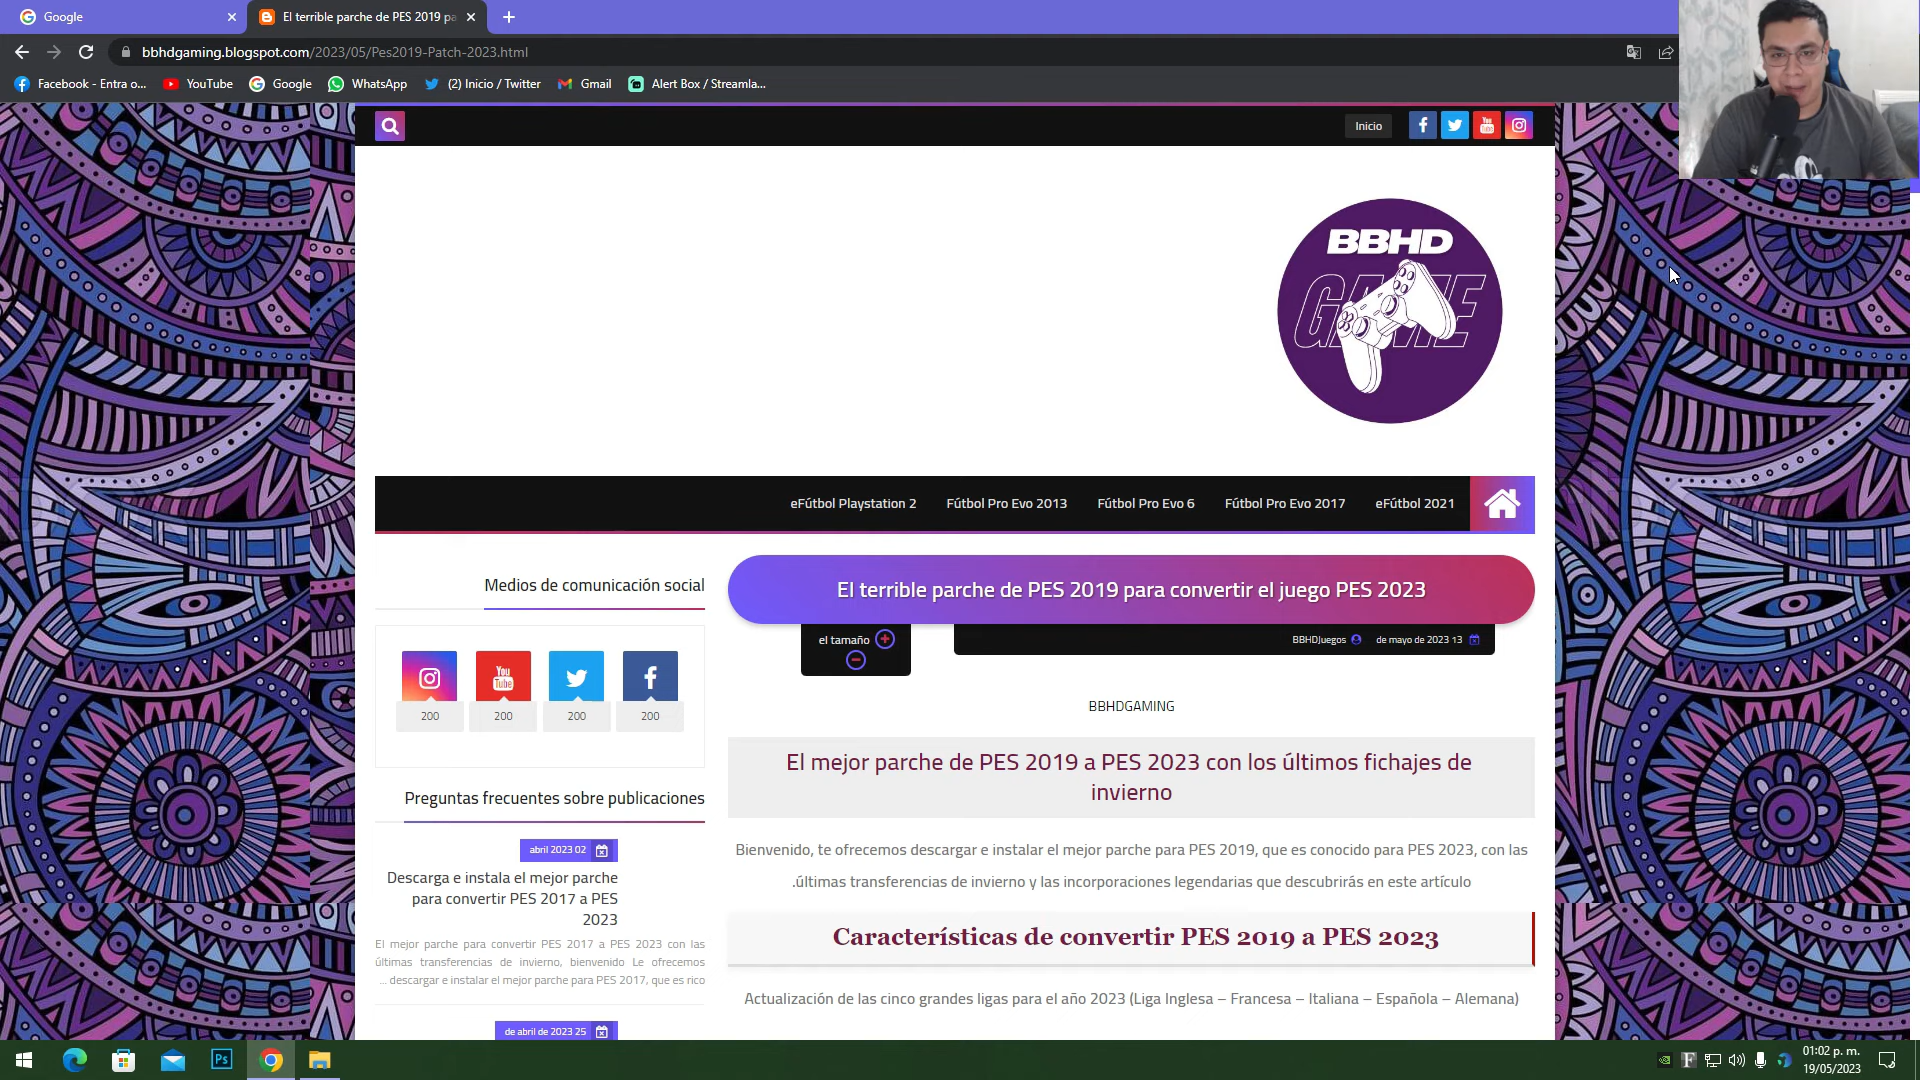 Google
El terrible parche de PES 2019 pa
bbhdgaming.blogspot.com/2023/05/Pes2019-Patch-2023.html
Facebook - Entra o... YouTube Google WhatsApp (2) Inicio / Twitter Gmail Alert Box / Streamla...
Inicio
You Tube
BBHD
GAME
eFútbol Playstation 2 Fútbol Pro Evo 2013 Fútbol Pro Evo 6 Fútbol Pro Evo 2017 eFútbol 2021
Medios de comunicación social
You Tube
200 200 200 200
Preguntas frecuentes sobre publicaciones
abril 2023 02
Descarga e instala el mejor parche
para convertir PES 2017 a PES
2023
El mejor parche para convertir PES 2017 a PES 2023 con las
últimas transferencias de invierno, bienvenido Le ofrecemos
... descargar e instalar el mejor parche para PES 2017, que es rico
de abril de 2023 25
El terrible parche de PES 2019 para convertir el juego PES 2023
el tamaño
BBHDJuegos de mayo de 2023 13
BBHDGAMING
El mejor parche de PES 2019 a PES 2023 con los últimos fichajes de
invierno
Bienvenido, te ofrecemos descargar e instalar el mejor parche para PES 2019, que es conocido para PES 2023, con las
.últimas transferencias de invierno y las incorporaciones legendarias que descubrirás en este artículo
Características de convertir PES 2019 a PES 2023
Actualización de las cinco grandes ligas para el año 2023 (Liga Inglesa – Francesa – Italiana – Española – Alemana)
Ps
F
01:02 p. m.
19/05/2023